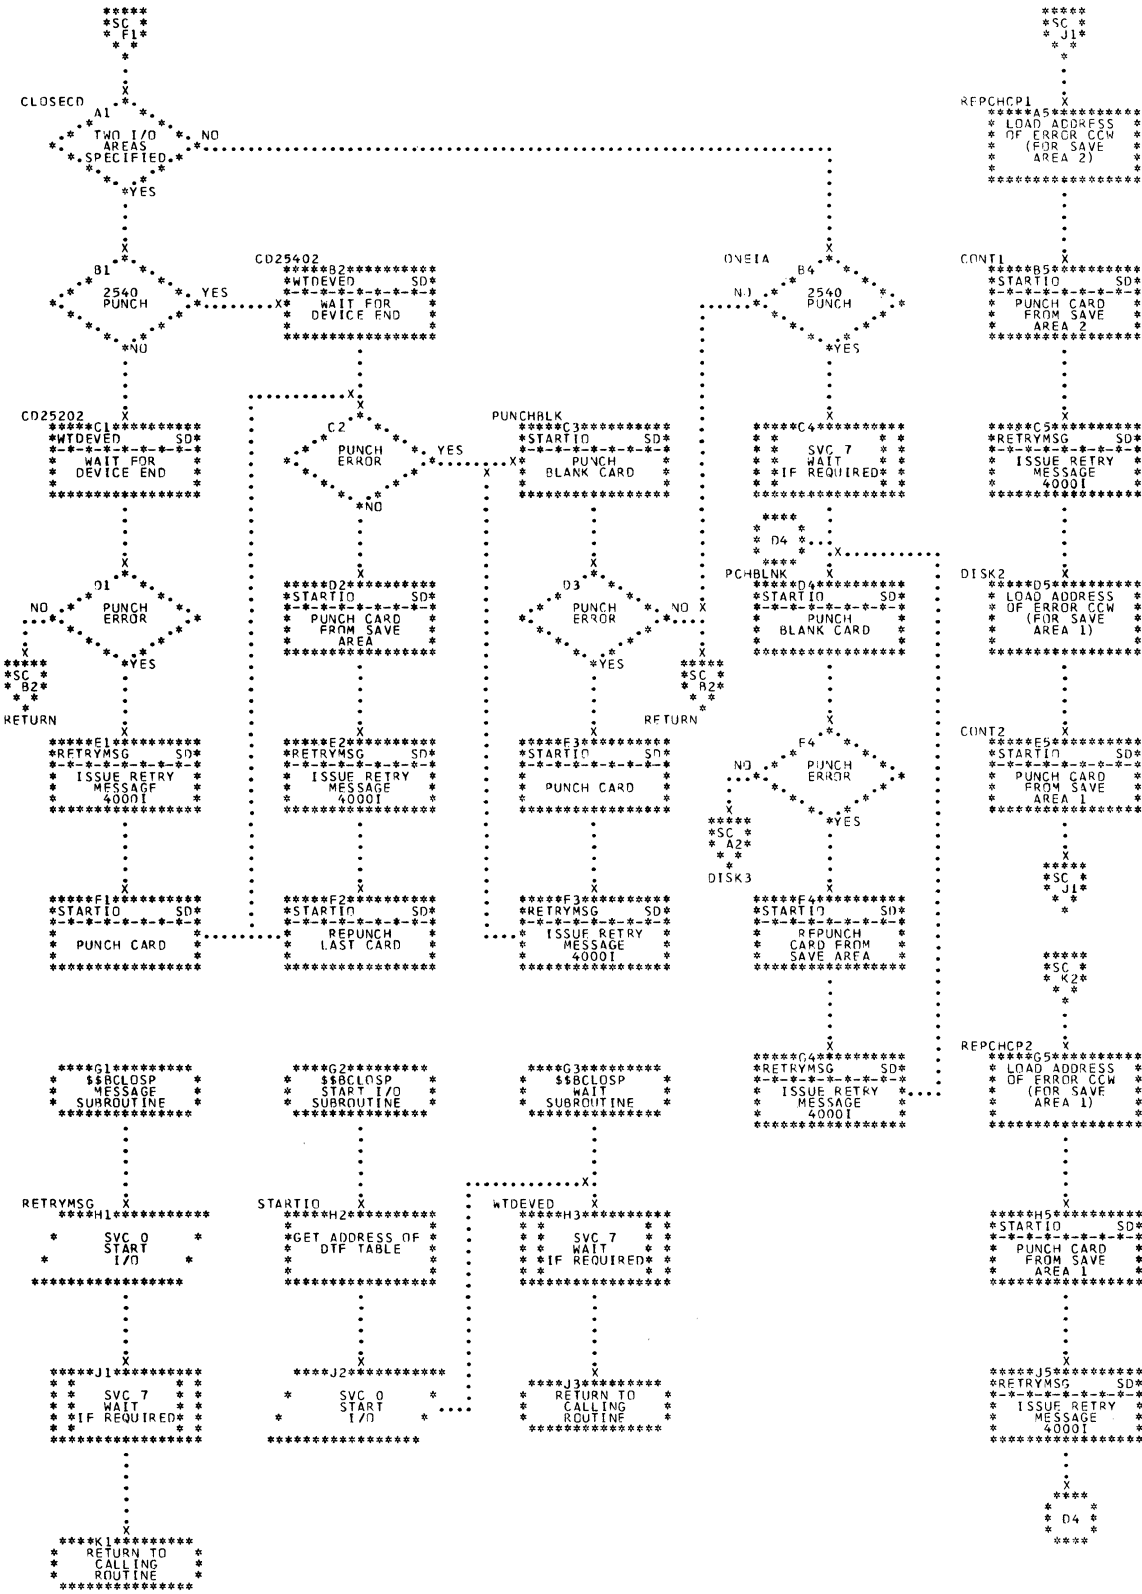 SC F1
SC J1
CLOSECD
A1
TWO I/O
AREAS
SPECIFIED
NO
YES
REPCHCP1
A5
LOAD ADDRESS
OF ERROR CCW
(FOR SAVE
AREA 2)
B1
2540
PUNCH
YES
NO
CD25402
B2
WTDEVED SD
WAIT FOR
DEVICE END
ONEIA
B4
2540
PUNCH
NO
YES
CONT1
B5
STARTIO SD
PUNCH CARD
FROM SAVE
AREA 2
CD25202
C1
WTDEVED SD
WAIT FOR
DEVICE END
C2
PUNCH
ERROR
YES
NO
PUNCHBLK
C3
STARTIO SD
PUNCH
BLANK CARD
C4
SVC 7
WAIT
IF REQUIRED
C5
RETRYMSG SD
ISSUE RETRY
MESSAGE
4000I
D4
D1
PUNCH
ERROR
NO
YES
SC B2
RETURN
D2
STARTIO SD
PUNCH CARD
FROM SAVE
AREA
D3
PUNCH
ERROR
NO
YES
SC B2
RETURN
PCHBLNK
D4
STARTIO SD
PUNCH
BLANK CARD
DISK2
D5
LOAD ADDRESS
OF ERROR CCW
(FOR SAVE
AREA 1)
E1
RETRYMSG SD
ISSUE RETRY
MESSAGE
4000I
E2
RETRYMSG SD
ISSUE RETRY
MESSAGE
4000I
E3
STARTIO SD
PUNCH CARD
E4
PUNCH
ERROR
NO
YES
SC A2
DISK3
CONT2
E5
STARTIO SD
PUNCH CARD
FROM SAVE
AREA 1
SC J1
F1
STARTIO SD
PUNCH CARD
F2
STARTIO SD
REPUNCH
LAST CARD
F3
RETRYMSG SD
ISSUE RETRY
MESSAGE
4000I
F4
STARTIO SD
REPUNCH
CARD FROM
SAVE AREA
SC K2
G1
$$BCLOSP
MESSAGE
SUBROUTINE
G2
$$BCLOSP
START I/O
SUBROUTINE
G3
$$BCLOSP
WAIT
SUBROUTINE
G4
RETRYMSG SD
ISSUE RETRY
MESSAGE
4000I
REPCHCP2
G5
LOAD ADDRESS
OF ERROR CCW
(FOR SAVE
AREA 1)
RETRYMSG
H1
SVC 0
START
I/O
STARTIO
H2
GET ADDRESS OF
DTF TABLE
WTDEVED
H3
SVC 7
WAIT
IF REQUIRED
H5
STARTIO SD
PUNCH CARD
FROM SAVE
AREA 1
J1
SVC 7
WAIT
IF REQUIRED
J2
SVC 0
START
I/O
J3
RETURN TO
CALLING
ROUTINE
J5
RETRYMSG SD
ISSUE RETRY
MESSAGE
4000I
K1
RETURN TO
CALLING
ROUTINE
D4